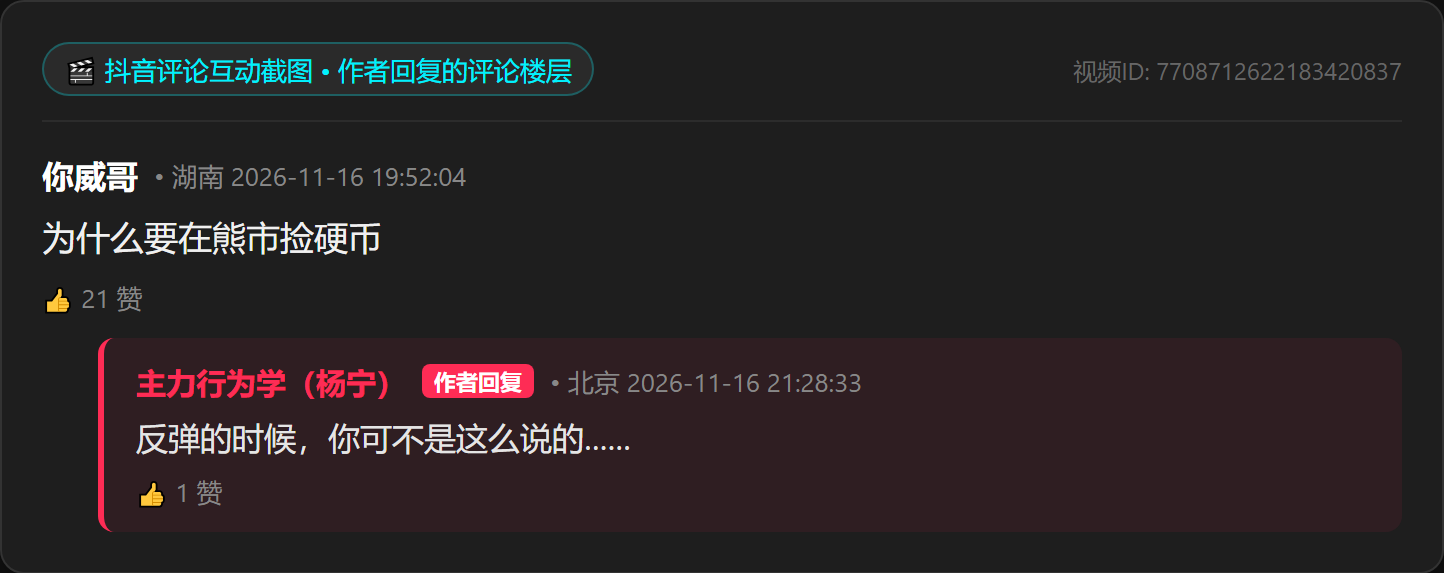 🎬 抖音评论互动截图 • 作者回复的评论楼层
视频ID: 7708712622183420837
你威哥 • 湖南 2026-11-16 19:52:04
为什么要在熊市捡硬币
👍 21 赞
主力行为学（杨宁） 作者回复 • 北京 2026-11-16 21:28:33
反弹的时候，你可不是这么说的……
👍 1 赞